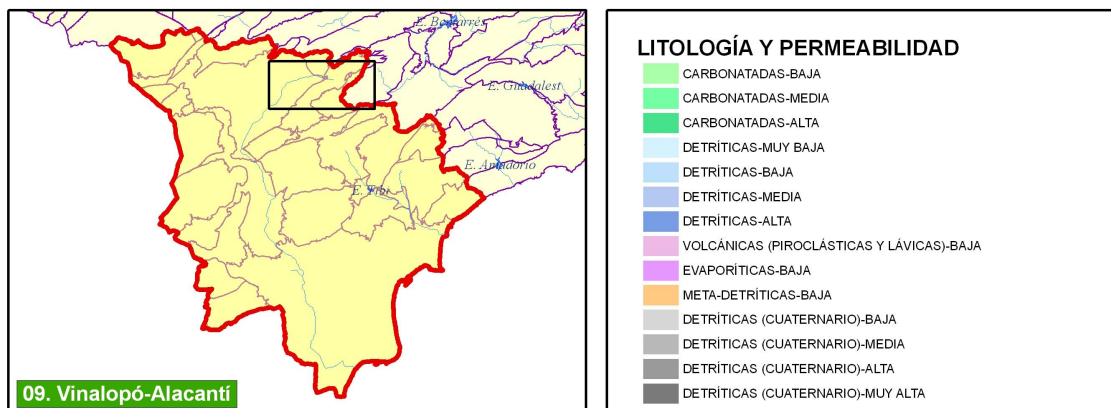 E. Beniarrés
E. Guadalest
E. Amadorio
E. Tibi
09. Vinalopó-Alacantí
LITOLOGÍA Y PERMEABILIDAD
CARBONATADAS-BAJA
CARBONATADAS-MEDIA
CARBONATADAS-ALTA
DETRÍTICAS-MUY BAJA
DETRÍTICAS-BAJA
DETRÍTICAS-MEDIA
DETRÍTICAS-ALTA
VOLCÁNICAS (PIROCLÁSTICAS Y LÁVICAS)-BAJA
EVAPORÍTICAS-BAJA
META-DETRÍTICAS-BAJA
DETRÍTICAS (CUATERNARIO)-BAJA
DETRÍTICAS (CUATERNARIO)-MEDIA
DETRÍTICAS (CUATERNARIO)-ALTA
DETRÍTICAS (CUATERNARIO)-MUY ALTA